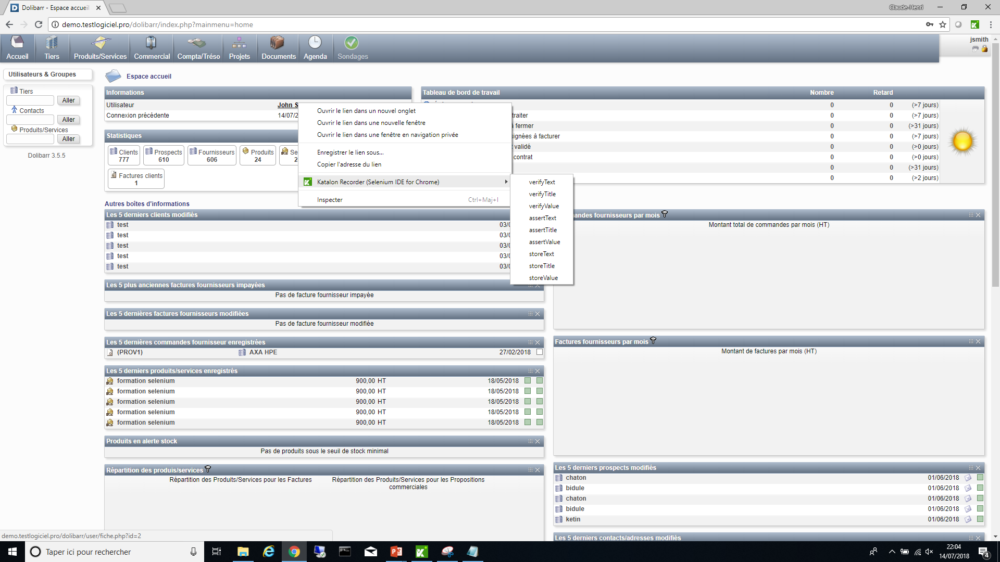 Dolibarr - Espace accueil
Claude-Henri
demo.testlogiciel.pro/dolibarr/index.php?mainmenu=home
Accueil
Tiers
Produits/Services
Commercial
Compta/Tréso
Projets
Documents
Agenda
Sondages
jsmith
Utilisateurs & Groupes
Tiers
Aller
Contacts
Aller
Produits/Services
Aller
Dolibarr 3.5.5
Espace accueil
Informations
Utilisateur John S
Connexion précédente 14/07/2
Statistiques
Clients
777
Prospects
610
Fournisseurs
606
Produits
24
Se
2
Factures clients
1
Tableau de bord de travail Nombre Retard
0 0 (>7 jours)
traiter 0 0 (>7 jours)
à fermer 0 0 (>31 jours)
signées à facturer 0 0 (>7 jours)
validé 0 0 (>0 jours)
contrat 0 0 (>0 jours)
0 0 (>31 jours)
0 0 (>2 jours)
Ouvrir le lien dans un nouvel onglet
Ouvrir le lien dans une nouvelle fenêtre
Ouvrir le lien dans une fenêtre en navigation privée
Enregistrer le lien sous...
Copier l'adresse du lien
Katalon Recorder (Selenium IDE for Chrome)
Inspecter Ctrl+Maj+I
verifyText
verifyTitle
verifyValue
assertText
assertTitle
assertValue
storeText
storeTitle
storeValue
Autres boîtes d'informations
Les 5 derniers clients modifiés
test 03/0
test 03/0
test 03/0
test 03/0
test 03/0
Les 5 plus anciennes factures fournisseurs impayées
Pas de facture fournisseur impayée
Les 5 dernières factures fournisseurs modifiées
Pas de facture fournisseur modifiée
Les 5 dernières commandes fournisseur enregistrées
(PROV1) AXA HPE 27/02/2018
Les 5 derniers produits/services enregistrés
formation selenium 900,00 HT 18/05/2018
formation selenium 900,00 HT 18/05/2018
formation selenium 900,00 HT 18/05/2018
formation selenium 900,00 HT 18/05/2018
formation selenium 900,00 HT 18/05/2018
Produits en alerte stock
Pas de produits sous le seuil de stock minimal
Répartition des produis/services
Répartition des Produits/Services pour les Factures
Répartition des Produits/Services pour les Propositions
commerciales
andes fournisseurs par mois
Montant total de commandes par mois (HT)
Factures fournisseurs par mois
Montant de factures par mois (HT)
Les 5 derniers prospects modifiés
chaton 01/06/2018
bidule 01/06/2018
chaton 01/06/2018
bidule 01/06/2018
ketin 01/06/2018
Les 5 derniers contacts/adresses modifiés
demo.testlogiciel.pro/dolibarr/user/fiche.php?id=2
Taper ici pour rechercher
22:04
14/07/2018
4